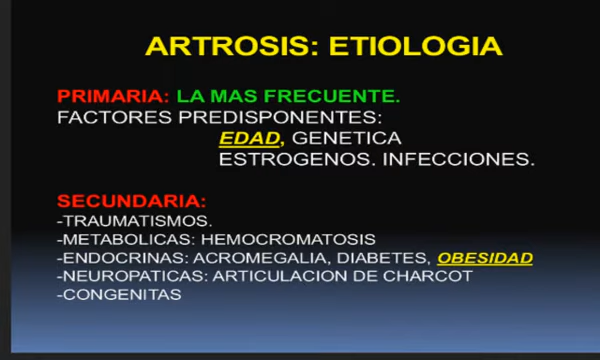 ARTROSIS: ETIOLOGIA
PRIMARIA: LA MAS FRECUENTE.
FACTORES PREDISPONENTES:
EDAD, GENETICA
ESTROGENOS. INFECCIONES.
SECUNDARIA:
-TRAUMATISMOS.
-METABOLICAS: HEMOCROMATOSIS
-ENDOCRINAS: ACROMEGALIA, DIABETES, OBESIDAD
-NEUROPATICAS: ARTICULACION DE CHARCOT
-CONGENITAS